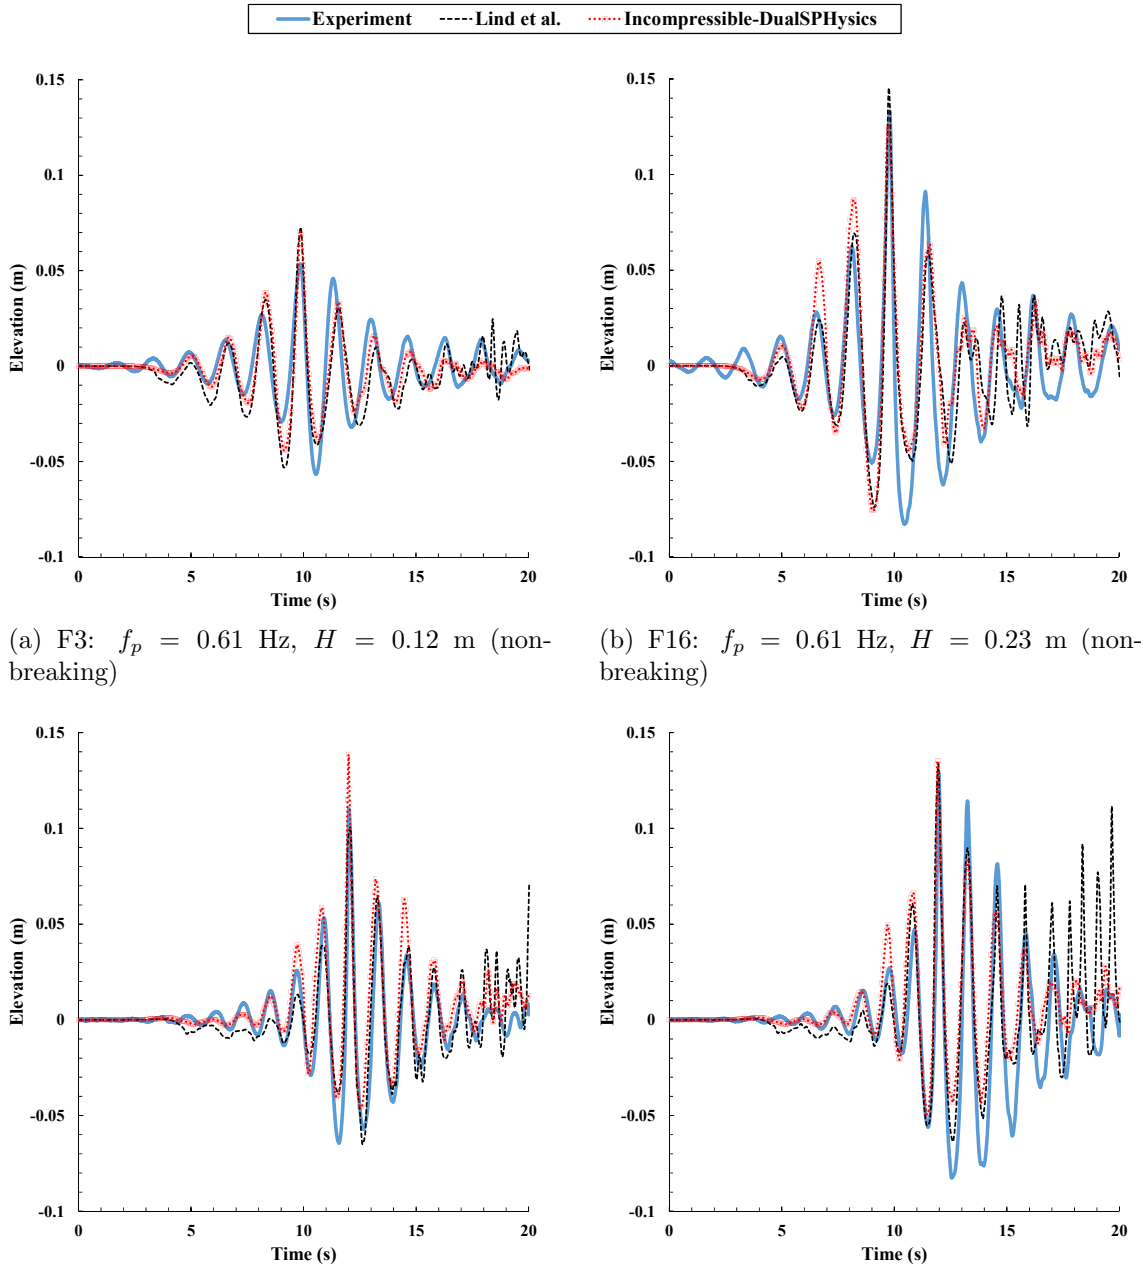 Experiment Lind et al. Incompressible-DualSPHysics
0.15
0.1
0.05
0
-0.05
-0.1
Elevation (m)
0 5 10 15 20
Time (s)
0.15
0.1
0.05
0
-0.05
-0.1
Elevation (m)
0 5 10 15 20
Time (s)
(a) F3: f_p = 0.61 Hz, H = 0.12 m (non-
breaking)
(b) F16: f_p = 0.61 Hz, H = 0.23 m (non-
breaking)
0.15
0.1
0.05
0
-0.05
-0.1
Elevation (m)
0 5 10 15 20
Time (s)
0.15
0.1
0.05
0
-0.05
-0.1
Elevation (m)
0 5 10 15 20
Time (s)